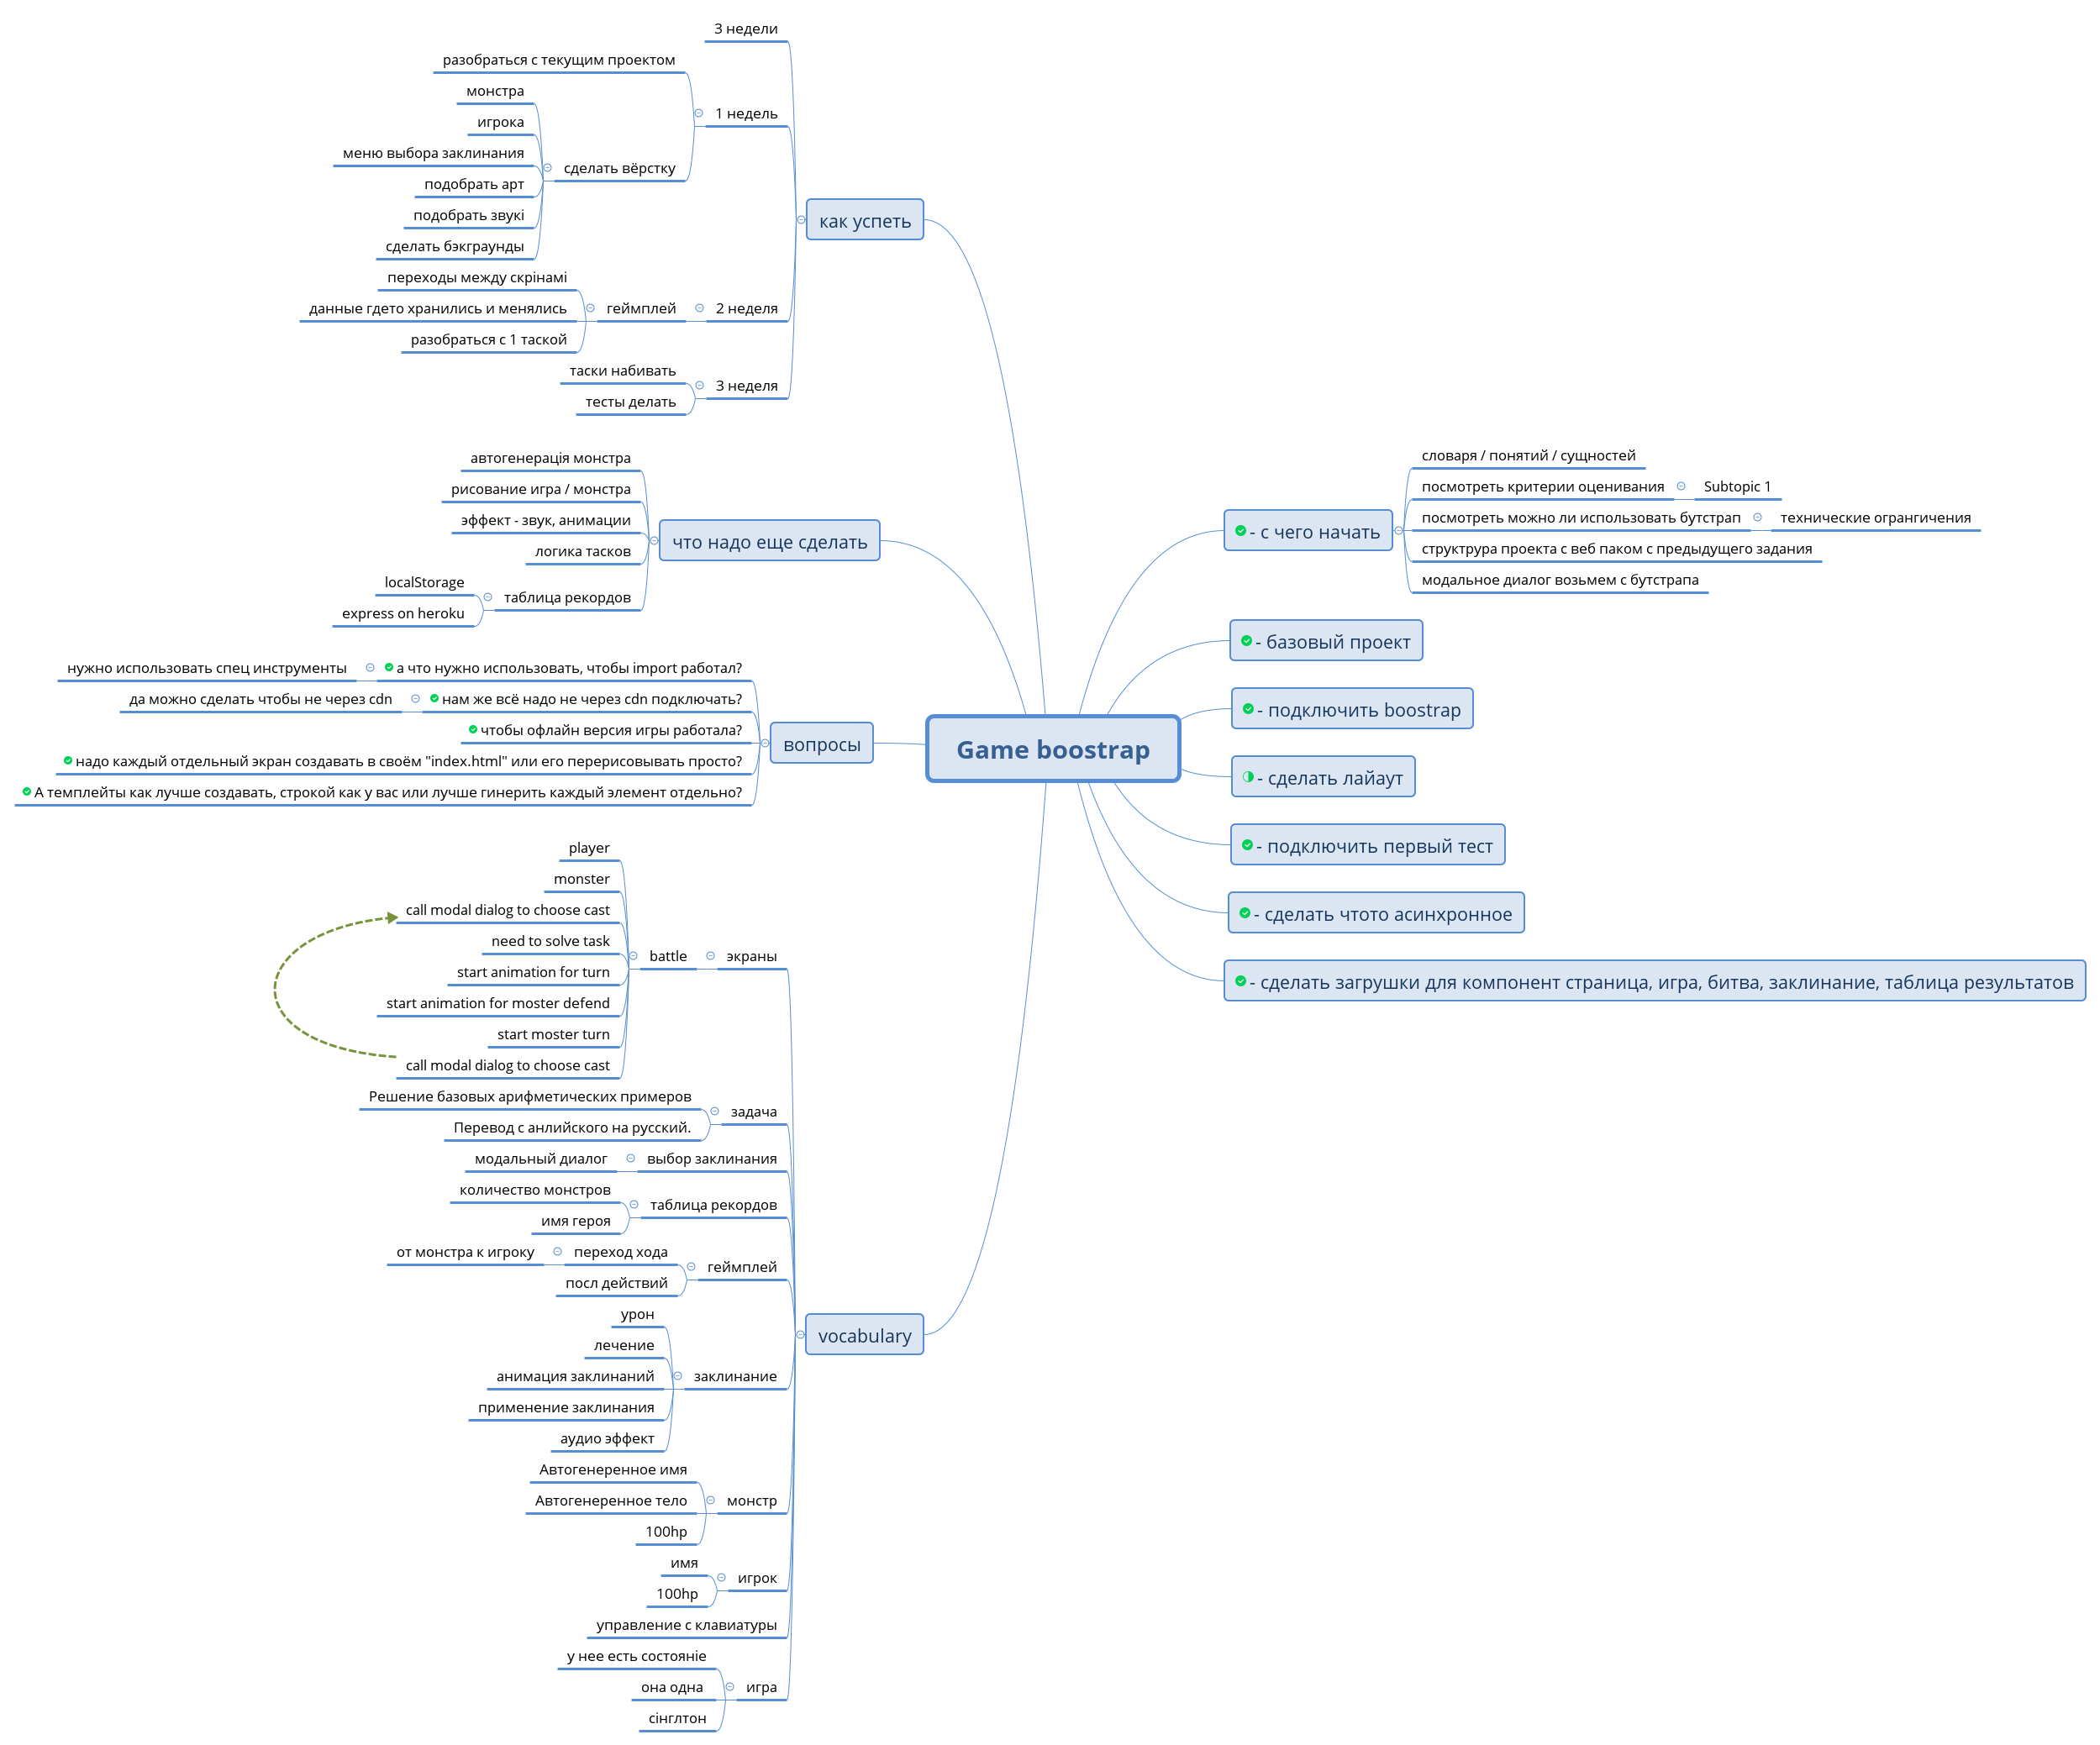 3 недели
разобраться с текущим проектом
1 недель
монстра
игрока
меню выбора заклинания
сделать вёрстку
подобрать арт
подобрать звукі
сделать бэкграунды
как успеть
переходы между скрінамі
данные гдето хранились и менялись
геймплей
2 неделя
разобраться с 1 таской
таски набивать
3 неделя
тесты делать
автогенерація монстра
рисование игра / монстра
эффект - звук, анимации
что надо еще сделать
логика тасков
localStorage
таблица рекордов
express on heroku
нужно использовать спец инструменты
а что нужно использовать, чтобы import работал?
да можно сделать чтобы не через cdn
нам же всё надо не через cdn подключать?
чтобы офлайн версия игры работала?
вопросы
надо каждый отдельный экран создавать в своём "index.html" или его перерисовывать просто?
А темплейты как лучше создавать, строкой как у вас или лучше гинерить каждый элемент отдельно?
Game boostrap
словаря / понятий / сущностей
посмотреть критерии оценивания
Subtopic 1
- с чего начать
посмотреть можно ли использовать бутстрап
технические огрангичения
структрура проекта с веб паком с предыдущего задания
модальное диалог возьмем с бутстрапа
- базовый проект
- подключить boostrap
- сделать лайаут
- подключить первый тест
- сделать чтото асинхронное
- сделать загрушки для компонент страница, игра, битва, заклинание, таблица результатов
player
monster
call modal dialog to choose cast
need to solve task
battle
экраны
start animation for turn
start animation for moster defend
start moster turn
call modal dialog to choose cast
Решение базовых арифметических примеров
задача
Перевод с анлийского на русский.
модальный диалог
выбор заклинания
количество монстров
таблица рекордов
имя героя
от монстра к игроку
переход хода
геймплей
посл действий
vocabulary
урон
лечение
анимация заклинаний
заклинание
применение заклинания
аудио эффект
Автогенеренное имя
Автогенеренное тело
монстр
100hp
имя
игрок
100hp
управление с клавиатуры
у нее есть состояніе
она одна
игра
сінглтон